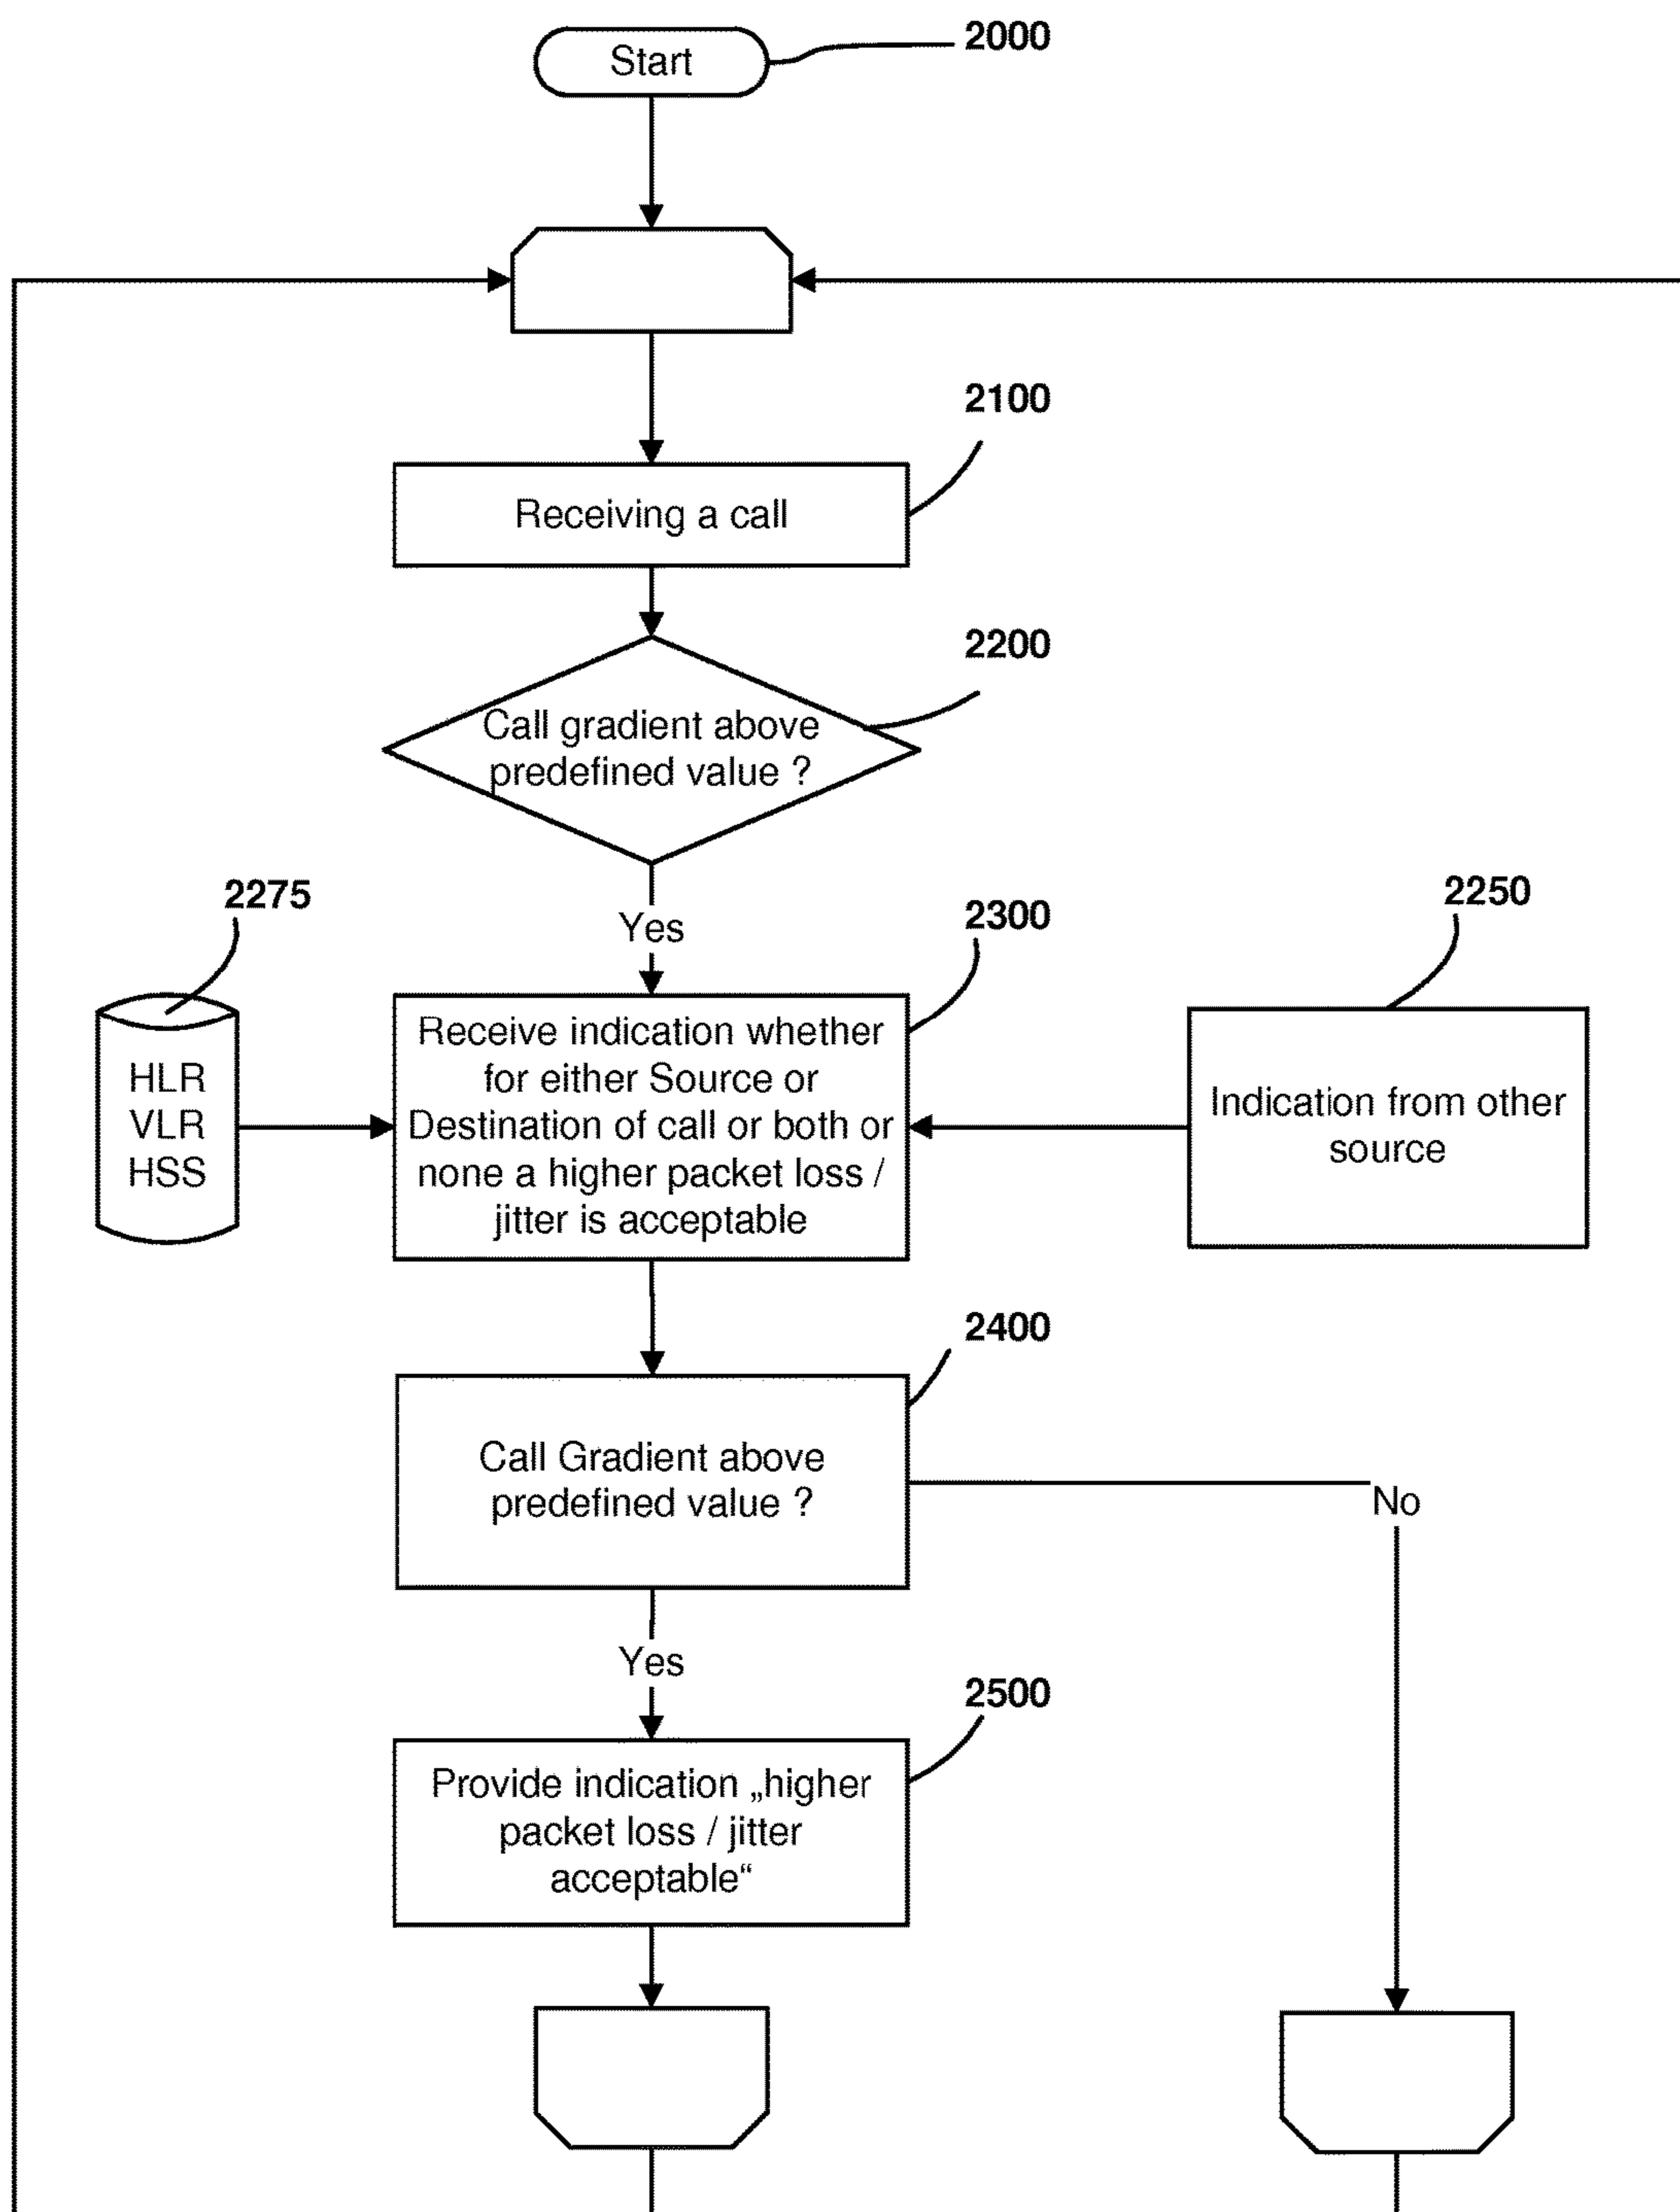 Start
2000
2100
Receiving a call
2200
Call gradient above
predefined value ?
2275
Yes
2300
2250
HLR
VLR
HSS
Receive indication whether
for either Source or
Destination of call or both or
none a higher packet loss /
jitter is acceptable
Indication from other
source
2400
Call Gradient above
predefined value ?
No
Yes
2500
Provide indication „higher
packet loss / jitter
acceptable“